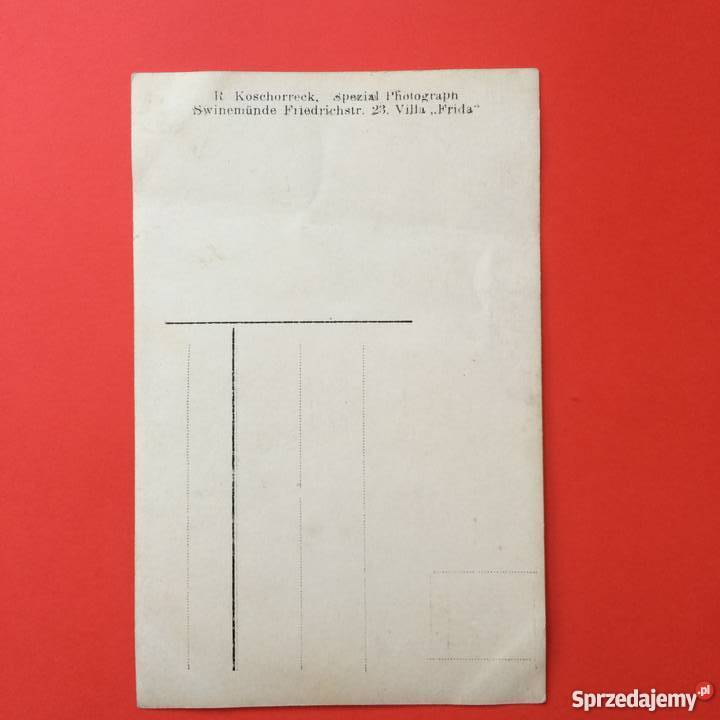 R Koschorreck, Spezial Photograph
Swinemünde Friedrichstr. 23. Villa „Frida“
Sprzedajemy.pl